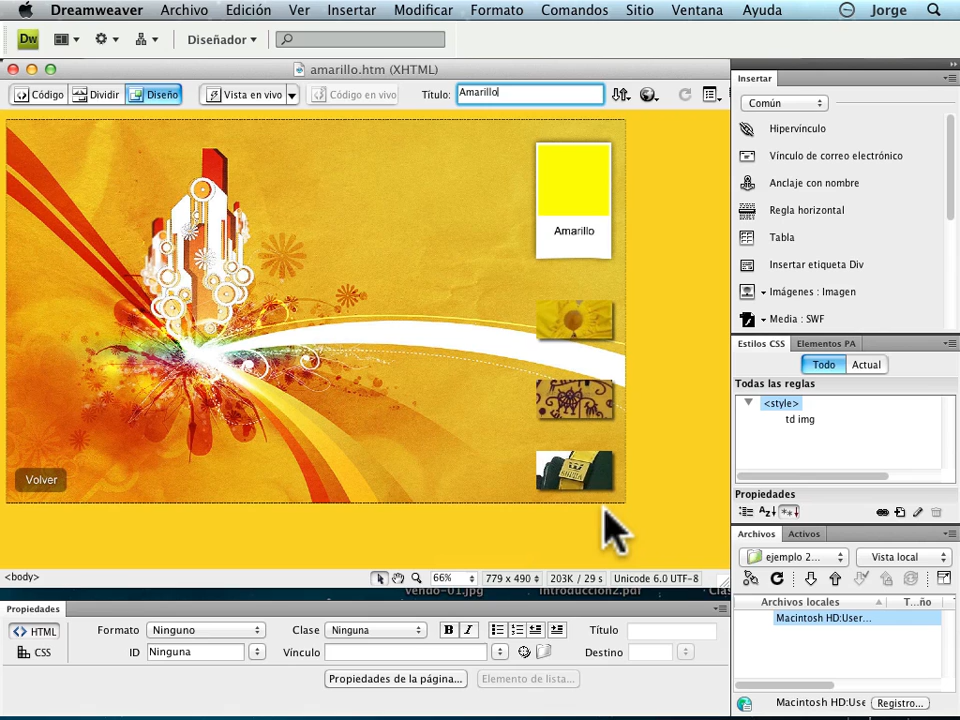 Dreamweaver Archivo Edición Ver Insertar Modificar Formato Comandos Sitio Ventana Ayuda Jorge
Dw Diseñador
amarillo.htm (XHTML)
Código Dividir Diseño Vista en vivo Código en vivo Título: Amarillo
Amarillo
Volver
<body> 66% 779 x 490 203K / 29 s Unicode 6.0 UTF-8
vendo-01.jpg Introduccion2.pdf
Propiedades
HTML Formato Ninguno Clase Ninguna B I Título
CSS ID Ninguna Vínculo Destino
Propiedades de la página... Elemento de lista...
Insertar
Común
Hipervínculo
Vínculo de correo electrónico
Anclaje con nombre
Regla horizontal
Tabla
Insertar etiqueta Div
Imágenes : Imagen
Media : SWF
Estilos CSS Elementos PA
Todo Actual
Todas las reglas
<style>
td img
Propiedades
Archivos Activos
ejemplo 2... Vista local
Archivos locales T...ño
Macintosh HD:User...
Macintosh HD:Use Registro...